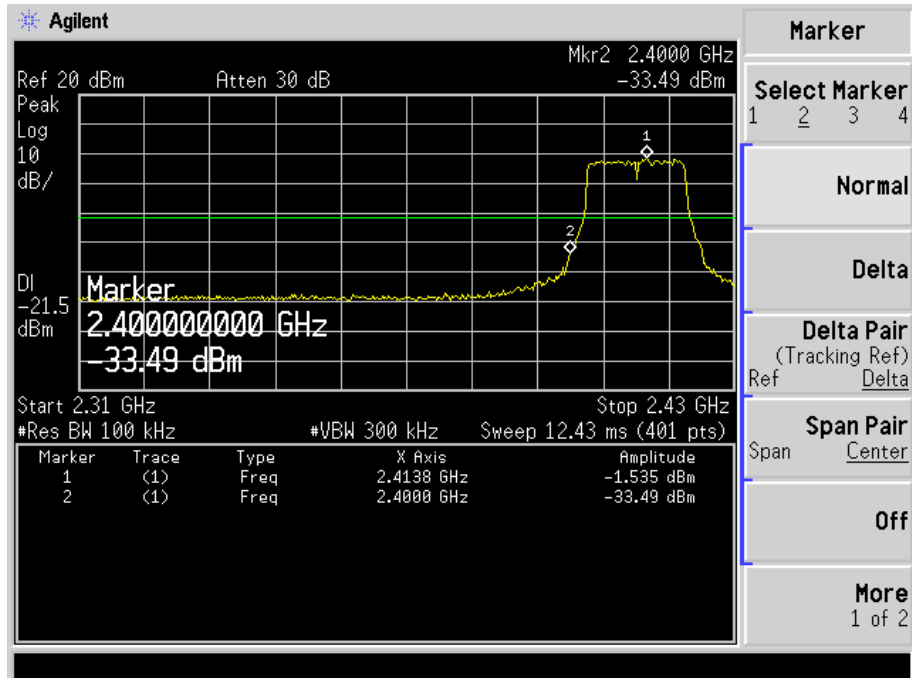 Agilent
Mkr2 2.4000 GHz
Ref 20 dBm Atten 30 dB -33.49 dBm
Peak
Log
10
dB/
1
2
DI
-21.5
dBm
Marker
2.400000000 GHz
-33.49 dBm
Start 2.31 GHz Stop 2.43 GHz
#Res BW 100 kHz #VBW 300 kHz Sweep 12.43 ms (401 pts)
Marker Trace Type X Axis Amplitude
1 (1) Freq 2.4138 GHz -1.535 dBm
2 (1) Freq 2.4000 GHz -33.49 dBm
Marker
Select Marker
1 2 3 4
Normal
Delta
Delta Pair
(Tracking Ref)
Ref Delta
Span Pair
Span Center
Off
More
1 of 2